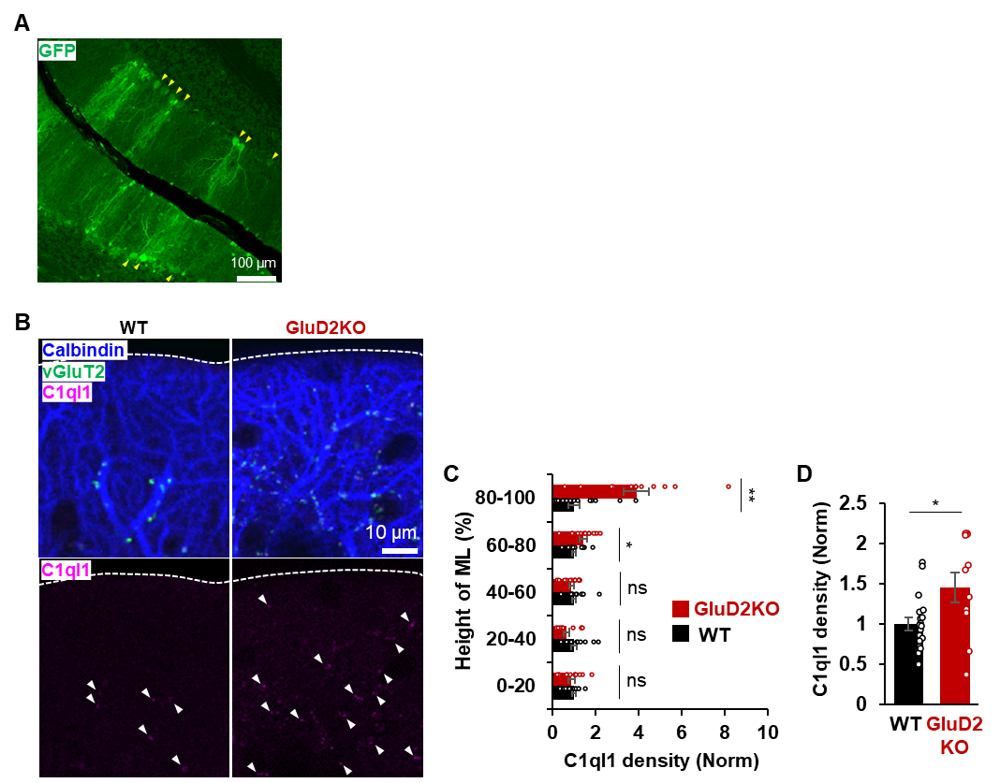 A
GFP
100 µm
B
WT
GluD2KO
Calbindin
vGluT2
C1ql1
10 µm
C1ql1
C
Height of ML (%)
80-100
60-80
40-60
20-40
0-20
**
*
ns
ns
ns
GluD2KO
WT
0 2 4 6 8 10
C1ql1 density (Norm)
D
C1ql1 density (Norm)
2.5
2
1.5
1
0.5
0
*
WT GluD2
KO